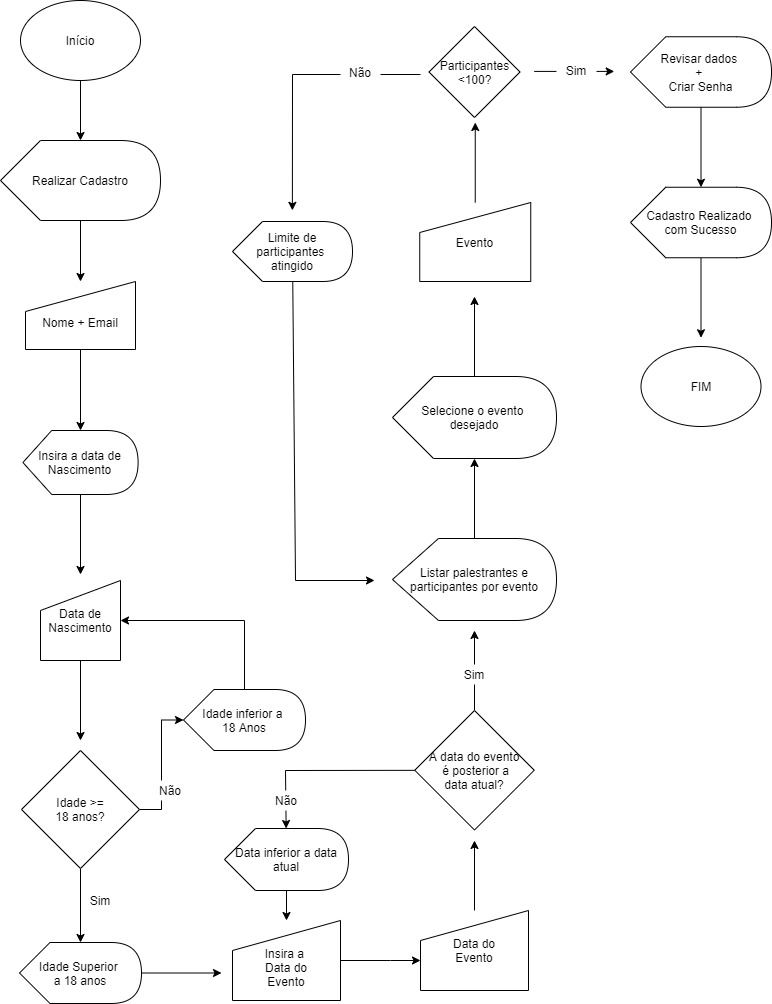 Início
Realizar Cadastro
Nome + Email
Insira a data de
Nascimento
Data de
Nascimento
Idade inferior a
18 Anos
Não
Idade >=
18 anos?
Sim
Idade Superior
a 18 anos
Insira a
Data do
Evento
Data do
Evento
A data do evento
é posterior a
data atual?
Não
Data inferior a data
atual
Sim
Listar palestrantes e
participantes por evento
Selecione o evento
desejado
Evento
Participantes
<100?
Não
Limite de
participantes
atingido
Sim
Revisar dados
+
Criar Senha
Cadastro Realizado
com Sucesso
FIM